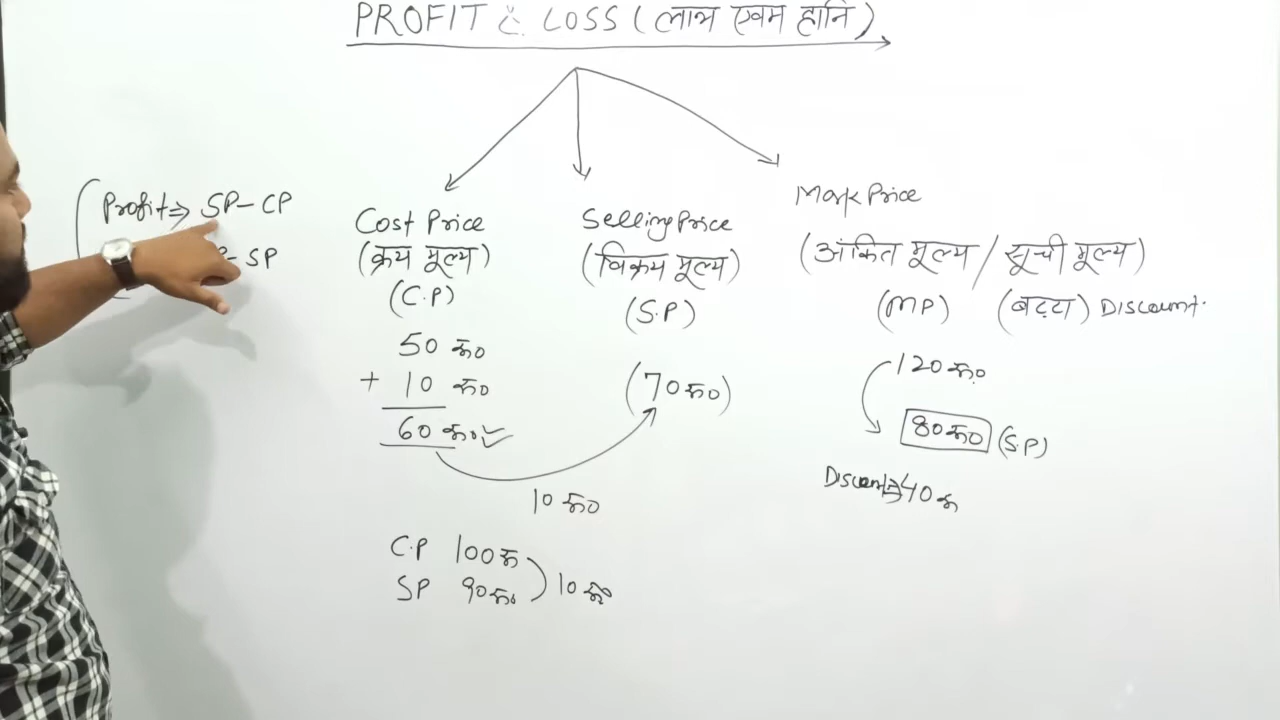 PROFIT & LOSS (लाभ एवम हानि)
Profit ⇒ SP - CP
- SP
Cost Price
(क्रय मूल्य)
(C.P)
50 रू०
+ 10 रू०
60 रू० ✓
10 रू०
C.P 100 रू
SP 90 रू०
10 रू०
Selling Price
(विक्रय मूल्य)
(S.P)
(70 रू०)
Mark Price
(अंकित मूल्य / सूची मूल्य)
(MP) (बट्टा) Discount.
120 रू०
80 रू० (S.P)
Discount ⇒ 40 रू